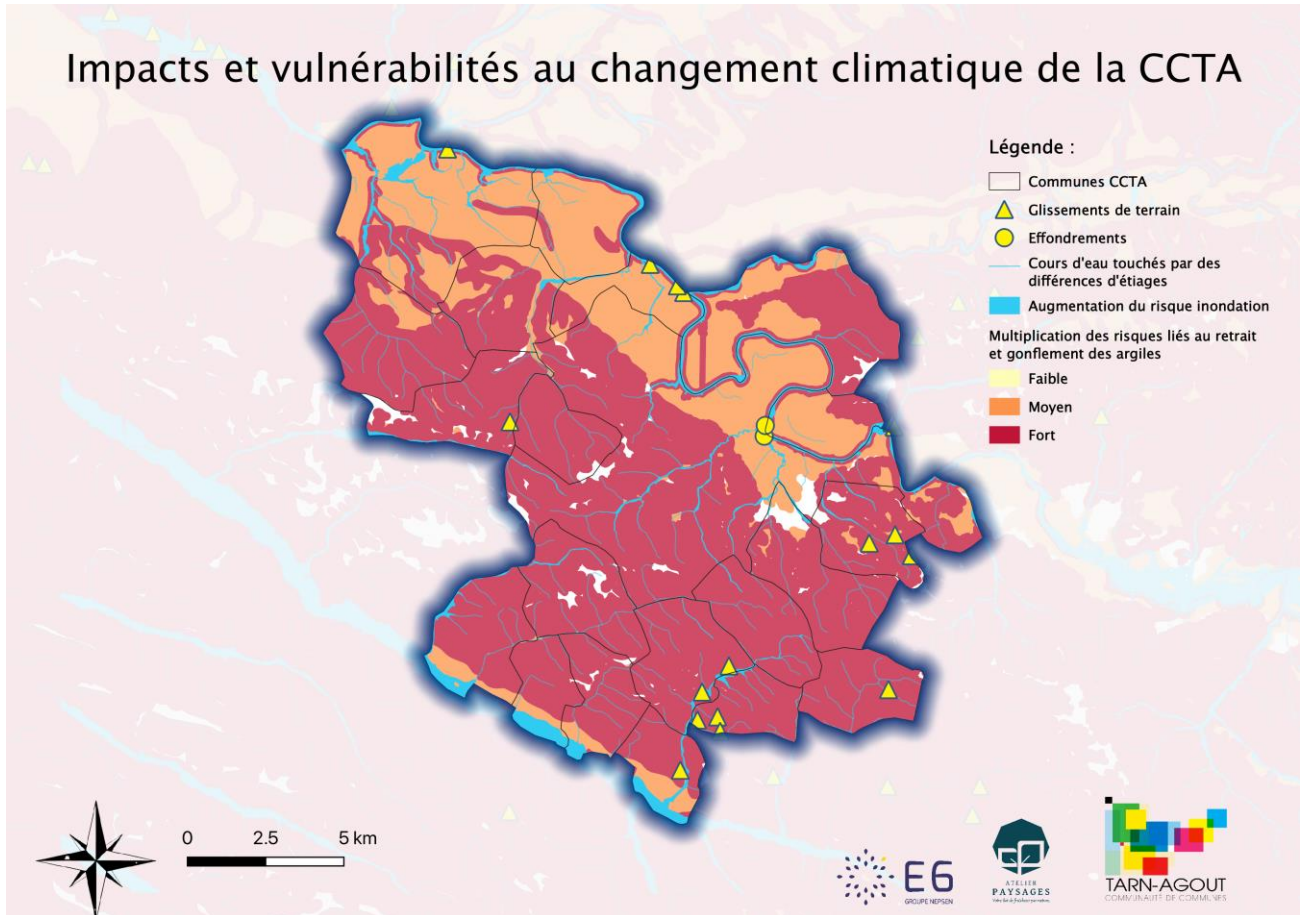 Impacts et vulnérabilités au changement climatique de la CCTA
Légende :
Communes CCTA
Glissements de terrain
Effondrements
Cours d'eau touchés par des
différences d'étiages
Augmentation du risque inondation
Multiplication des risques liés au retrait
et gonflement des argiles
Faible
Moyen
Fort
0 2.5 5 km
E6
GROUPE NEPSEN
ATELIER
PAYSAGES
TARN-AGOUT
COMMUNAUTÉ DE COMMUNES